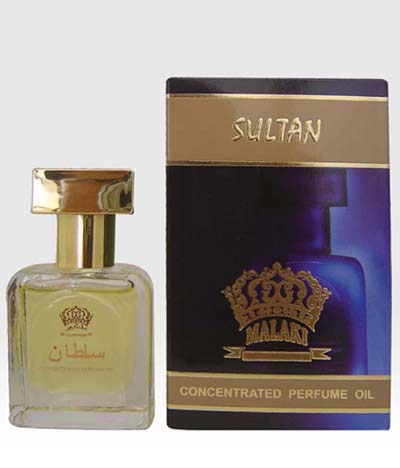 SULTAN
MALAKI
CONCENTRATED PERFUME OIL
سلطان